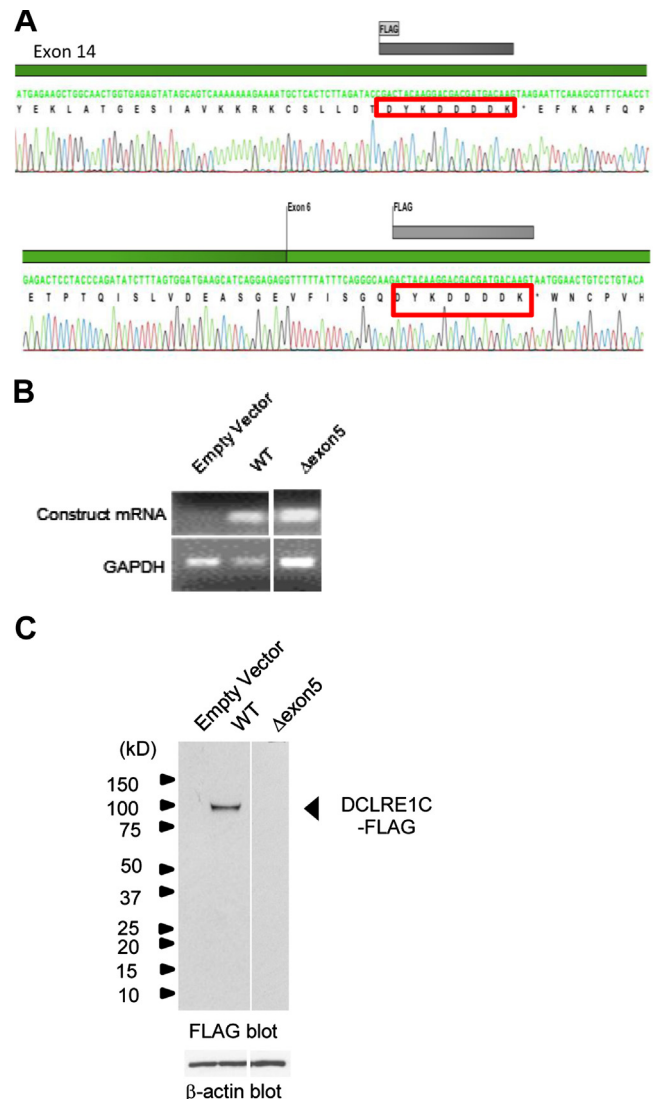 A
FLAG
Exon 14
ATGAGAAGCTGGCAACTGGTGAGAGTATAGCAGTCAAAAAAAGAAAATGCTCACTCTTAGATACCGACTACAAGGACGACGATGACAAGTAAGAATTCAAAGCGTTTCAACCT
Y E K L A T G E S I A V K K R K C S L L D T D Y K D D D D K * E F K A F Q P
Exon 6
FLAG
GAGACTCCTACCCAGATATCTTTAGTGGATGAAGCATCAGGAGAGGTTTTTATTTCAGGGCAAGACTACAAGGACGACGATGACAAGTAATGGAACTGTCCTGTACA
E T P T Q I S L V D E A S G E V F I S G Q D Y K D D D D K * W N C P V H
B
Empty Vector
WT
Δexon5
Construct mRNA
GAPDH
C
Empty Vector
WT
Δexon5
(kD)
150
100
75
50
37
25
20
15
10
DCLRE1C
-FLAG
FLAG blot
β-actin blot